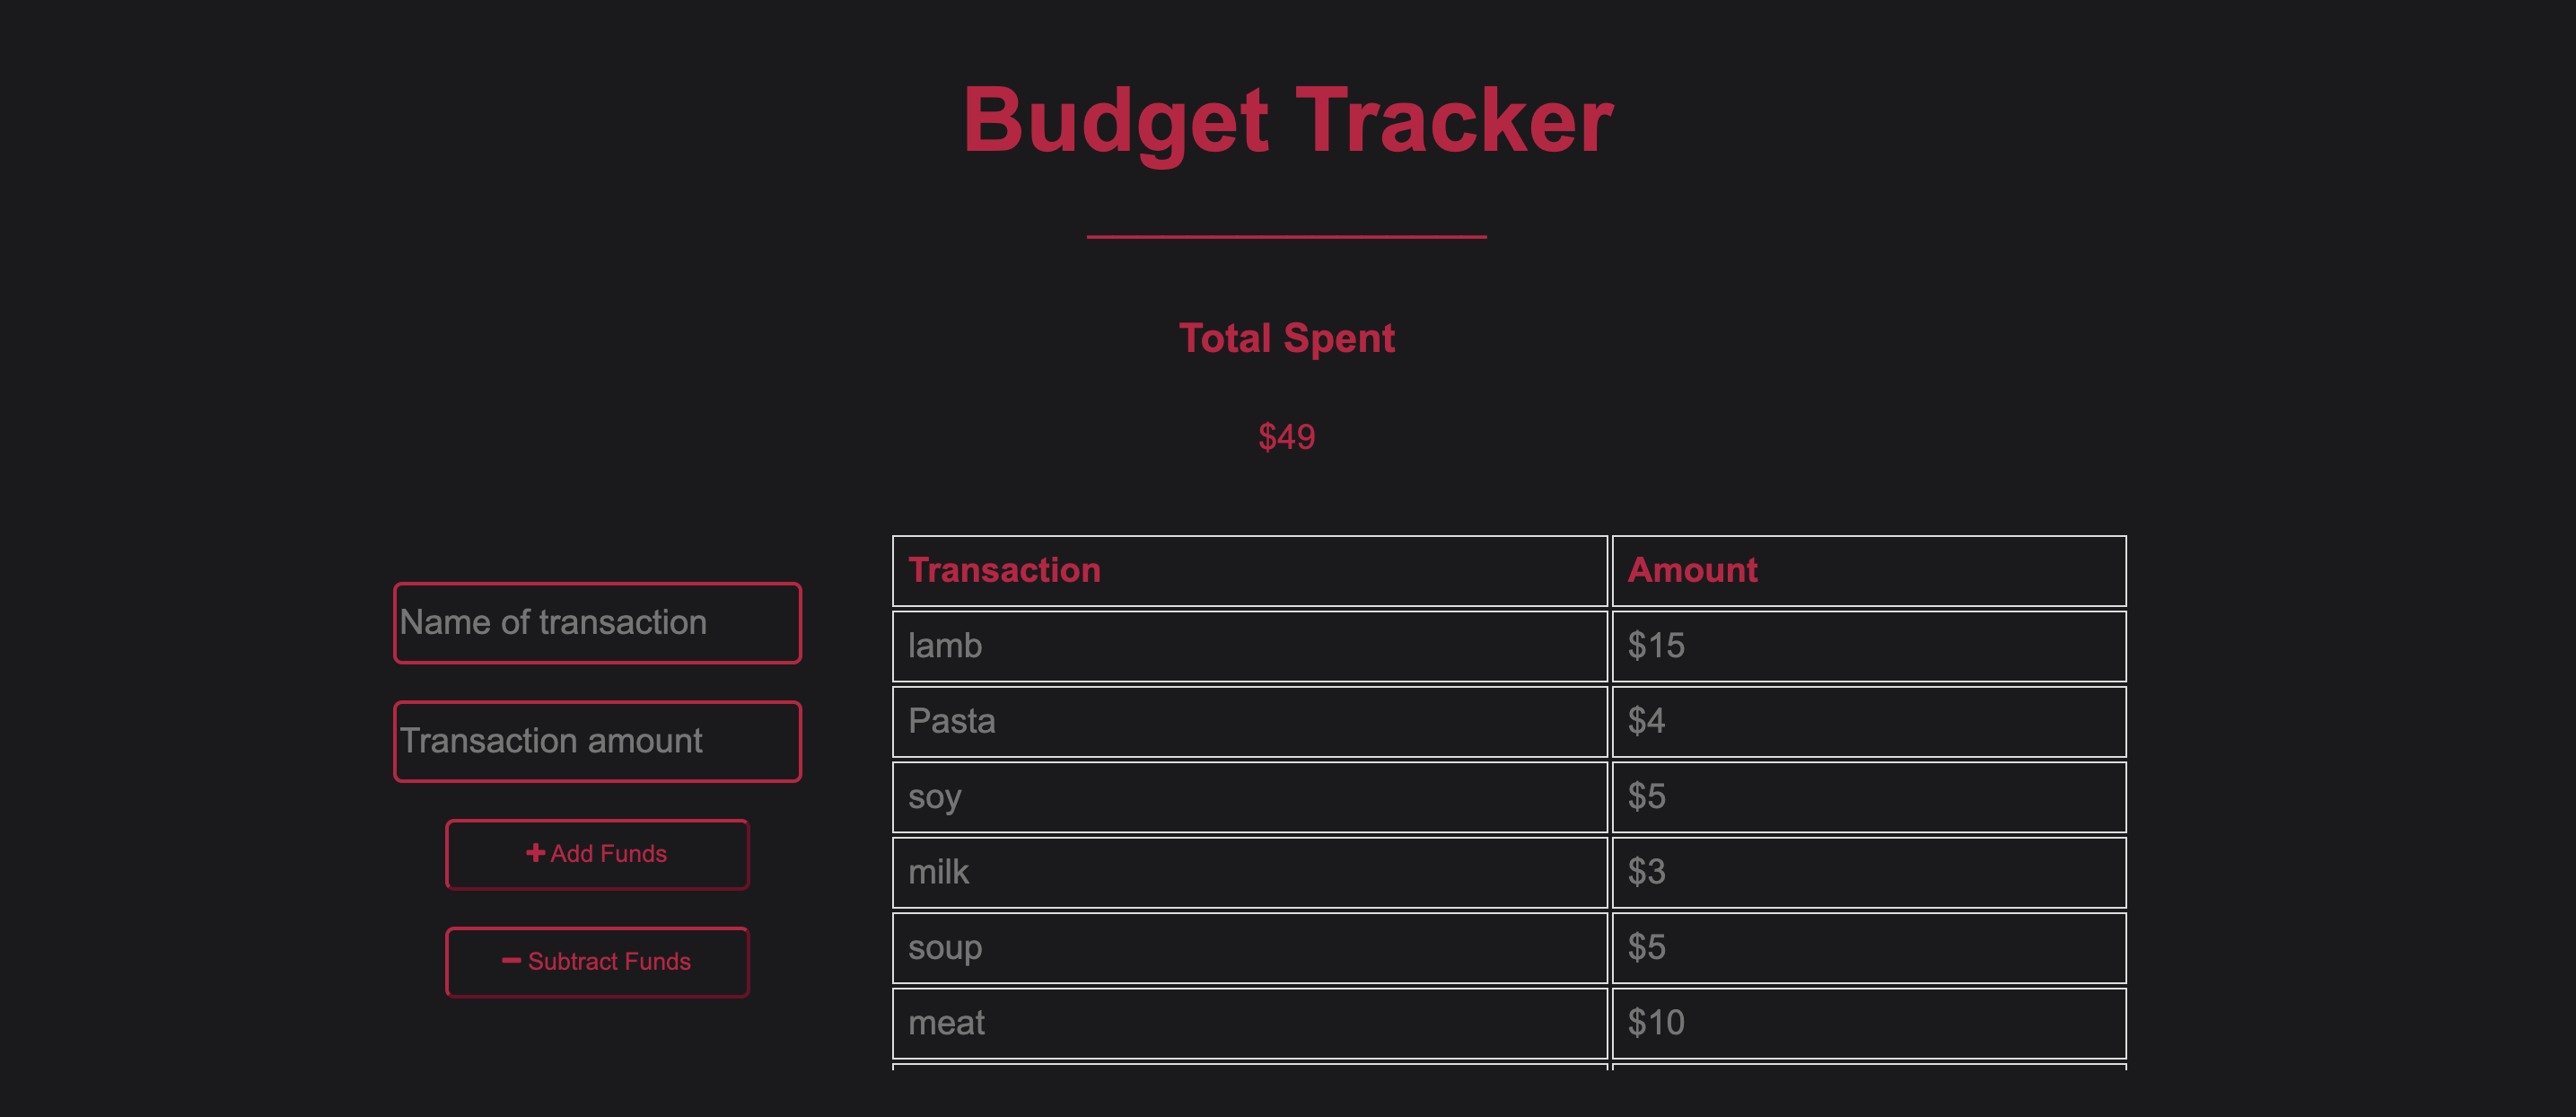 Budget Tracker
Total Spent
$49
Name of transaction
Transaction amount
Add Funds
Subtract Funds
Transaction Amount
lamb $15
Pasta $4
soy $5
milk $3
soup $5
meat $10